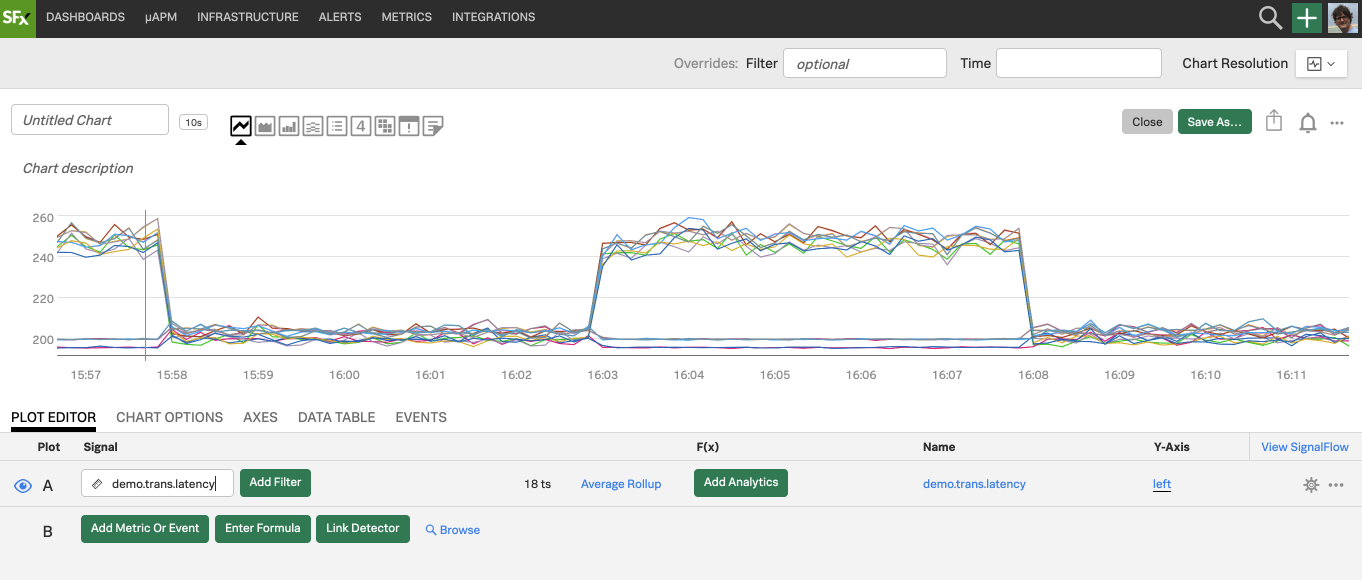 SFx DASHBOARDS µAPM INFRASTRUCTURE ALERTS METRICS INTEGRATIONS
Overrides: Filter optional Time Chart Resolution
Untitled Chart 10s 4 Close Save As...
Chart description
260
240
220
200
15:57 15:58 15:59 16:00 16:01 16:02 16:03 16:04 16:05 16:06 16:07 16:08 16:09 16:10 16:11
PLOT EDITOR CHART OPTIONS AXES DATA TABLE EVENTS
Plot Signal F(x) Name Y-Axis View SignalFlow
A demo.trans.latency Add Filter 18 ts Average Rollup Add Analytics demo.trans.latency left
B Add Metric Or Event Enter Formula Link Detector Browse